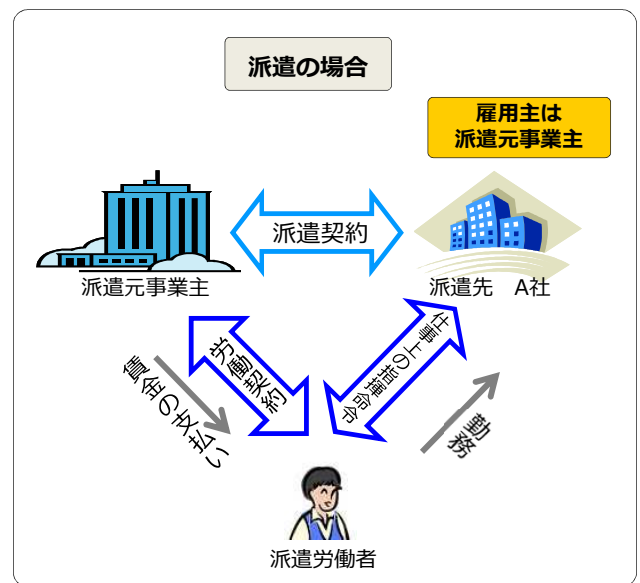 派遣の場合
雇用主は
派遣元事業主
派遣契約
派遣元事業主
派遣先　A社
労働契約
仕事上の指揮命令
賃金の支払い
勤務
派遣労働者